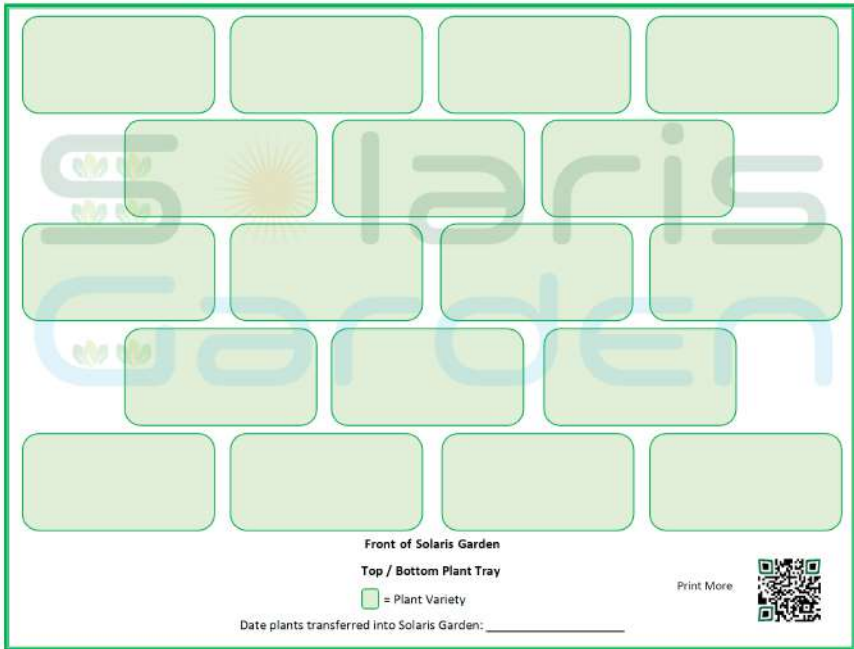 Solaris
Garden
Front of Solaris Garden
Top / Bottom Plant Tray
= Plant Variety
Print More
Date plants transferred into Solaris Garden: ____________________